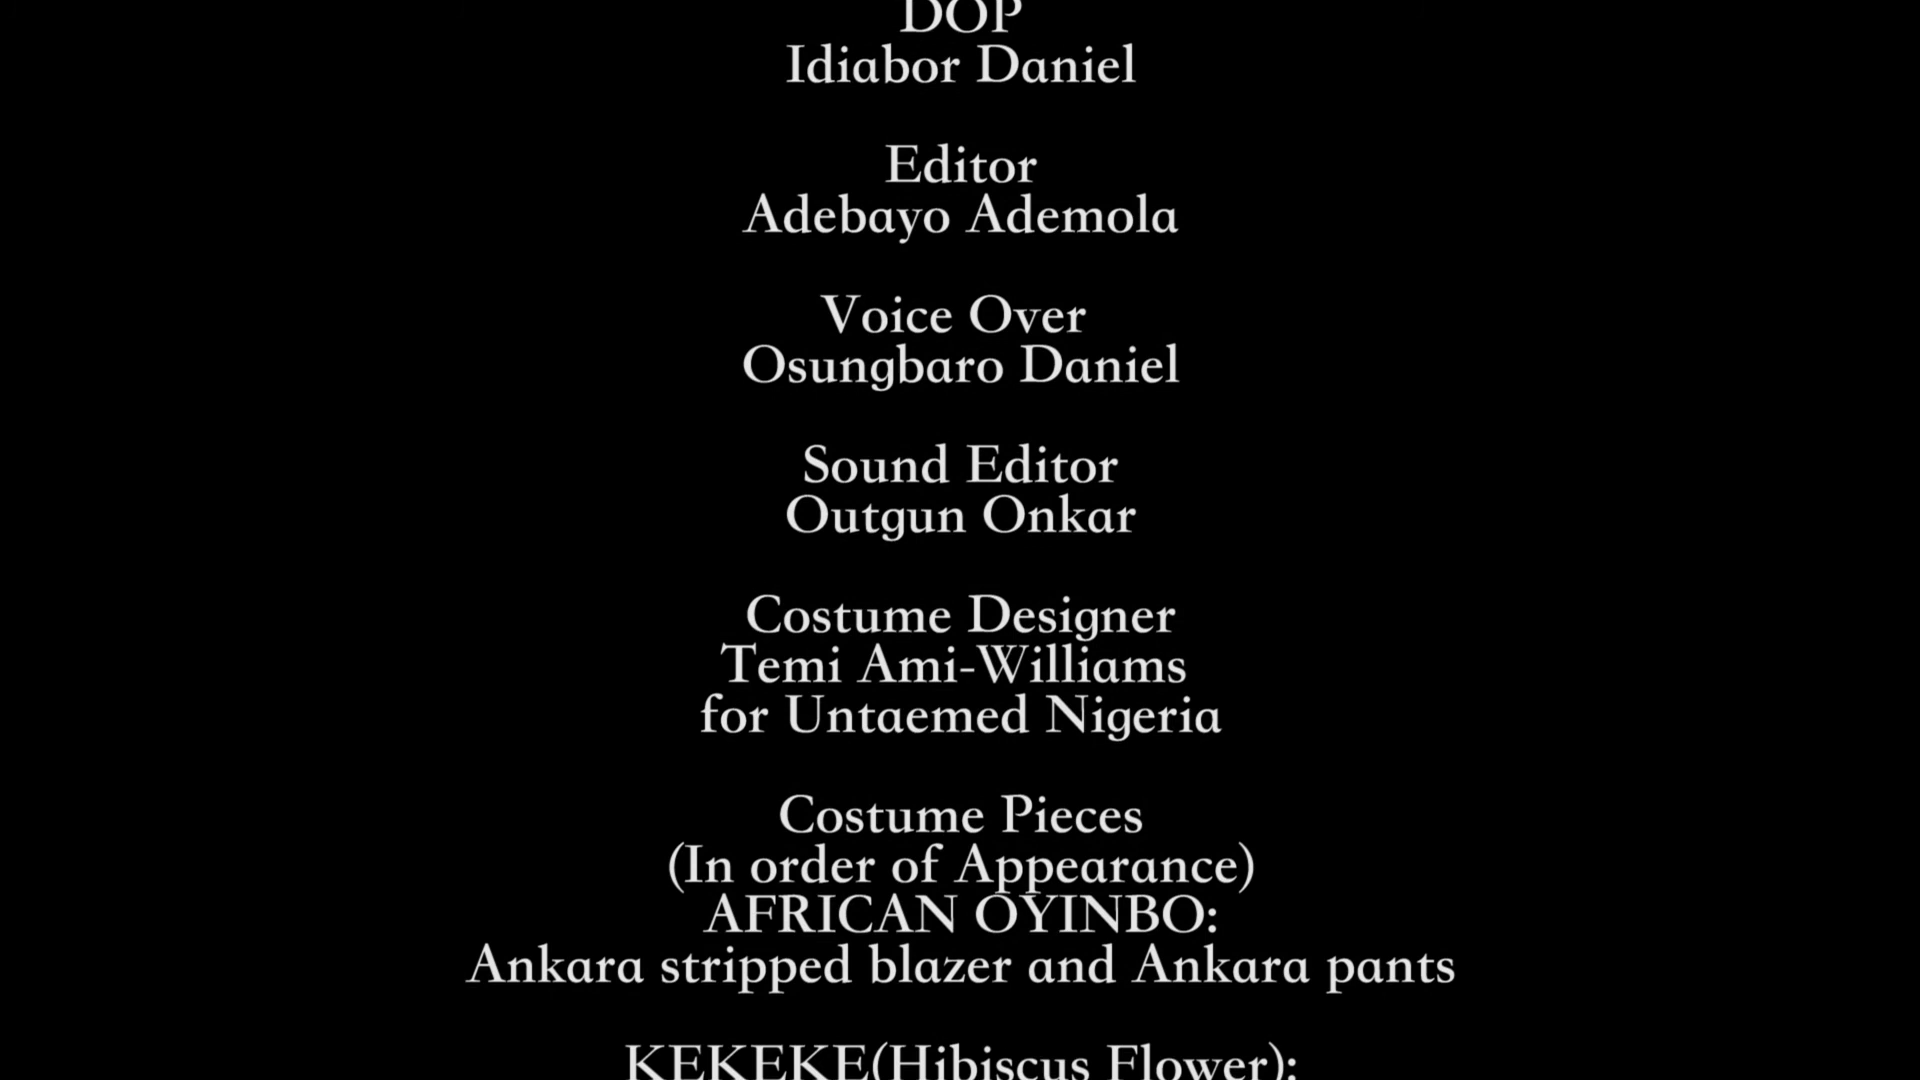 DOP
Idiabor Daniel
Editor
Adebayo Ademola
Voice Over
Osungbaro Daniel
Sound Editor
Outgun Onkar
Costume Designer
Temi Ami-Williams
for Untaemed Nigeria
Costume Pieces
(In order of Appearance)
AFRICAN OYINBO:
Ankara stripped blazer and Ankara pants
KEKEKE(Hibiscus Flower):